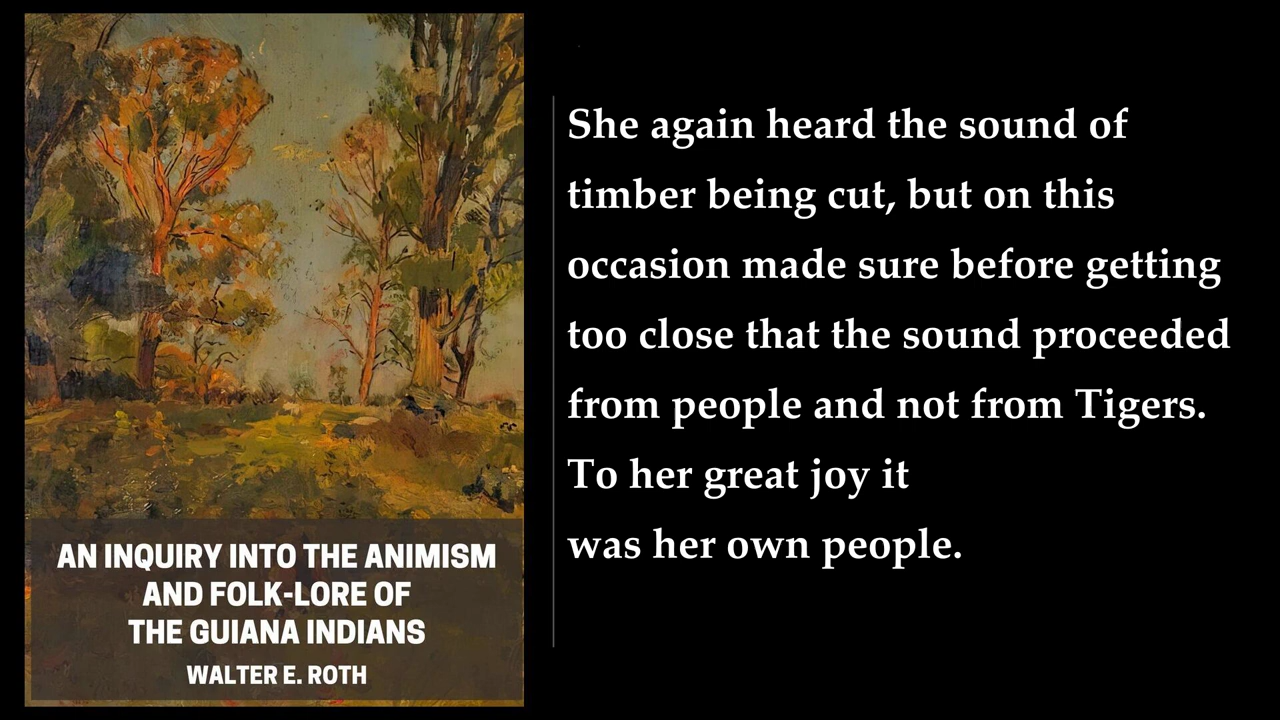 She again heard the sound of
timber being cut, but on this
occasion made sure before getting
too close that the sound proceeded
from people and not from Tigers.
To her great joy it
was her own people.
AN INQUIRY INTO THE ANIMISM
AND FOLK-LORE OF
THE GUIANA INDIANS
WALTER E. ROTH